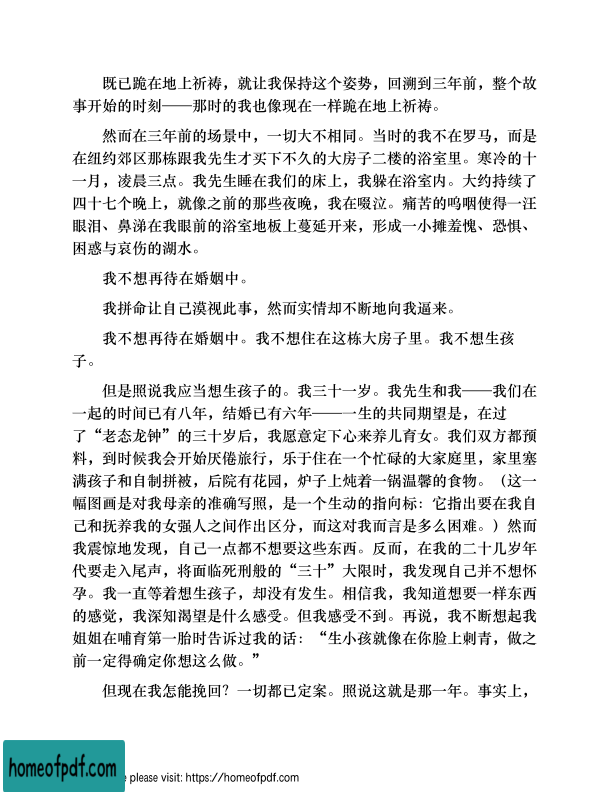 既已跪在地上祈祷，就让我保持这个姿势，回溯到三年前，整个故
事开始的时刻——那时的我也像现在一样跪在地上祈祷。
然而在三年前的场景中，一切大不相同。当时的我不在罗马，而是
在纽约郊区那栋跟我先生才买下不久的大房子二楼的浴室里。寒冷的十
一月，凌晨三点。我先生睡在我们的床上，我躲在浴室内。大约持续了
四十七个晚上，就像之前的那些夜晚，我在啜泣。痛苦的呜咽使得一汪
眼泪、鼻涕在我眼前的浴室地板上蔓延开来，形成一小摊羞愧、恐惧、
困惑与哀伤的湖水。
我不想再待在婚姻中。
我拼命让自己漠视此事，然而实情却不断地向我逼来。
我不想再待在婚姻中。我不想住在这栋大房子里。我不想生孩
子。
但是照说我应当想生孩子的。我三十一岁。我先生和我——我们在
一起的时间已有八年，结婚已有六年——一生的共同期望是，在过
了“老态龙钟”的三十岁后，我愿意定下心来养儿育女。我们双方都预
料，到时候我会开始厌倦旅行，乐于住在一个忙碌的大家庭里，家里塞
满孩子和自制拼被，后院有花园，炉子上炖着一锅温馨的食物。（这一
幅图画是对我母亲的准确写照，是一个生动的指向标：它指出要在我自
己和抚养我的女强人之间作出区分，而这对我而言是多么困难。）然而
我震惊地发现，自己一点都不想要这些东西。反而，在我的二十几岁年
代要走入尾声，将面临死刑般的“三十”大限时，我发现自己并不想怀
孕。我一直等着想生孩子，却没有发生。相信我，我知道想要一样东西
的感觉，我深知渴望是什么感受。但我感受不到。再说，我不断想起我
姐姐在哺育第一胎时告诉过我的话：“生小孩就像在你脸上刺青，做之
前一定得确定你想这么做。”
但现在我怎能挽回？一切都已定案。照说这就是那一年。事实上，
homeofpdf.com
e please visit: https://homeofpdf.com